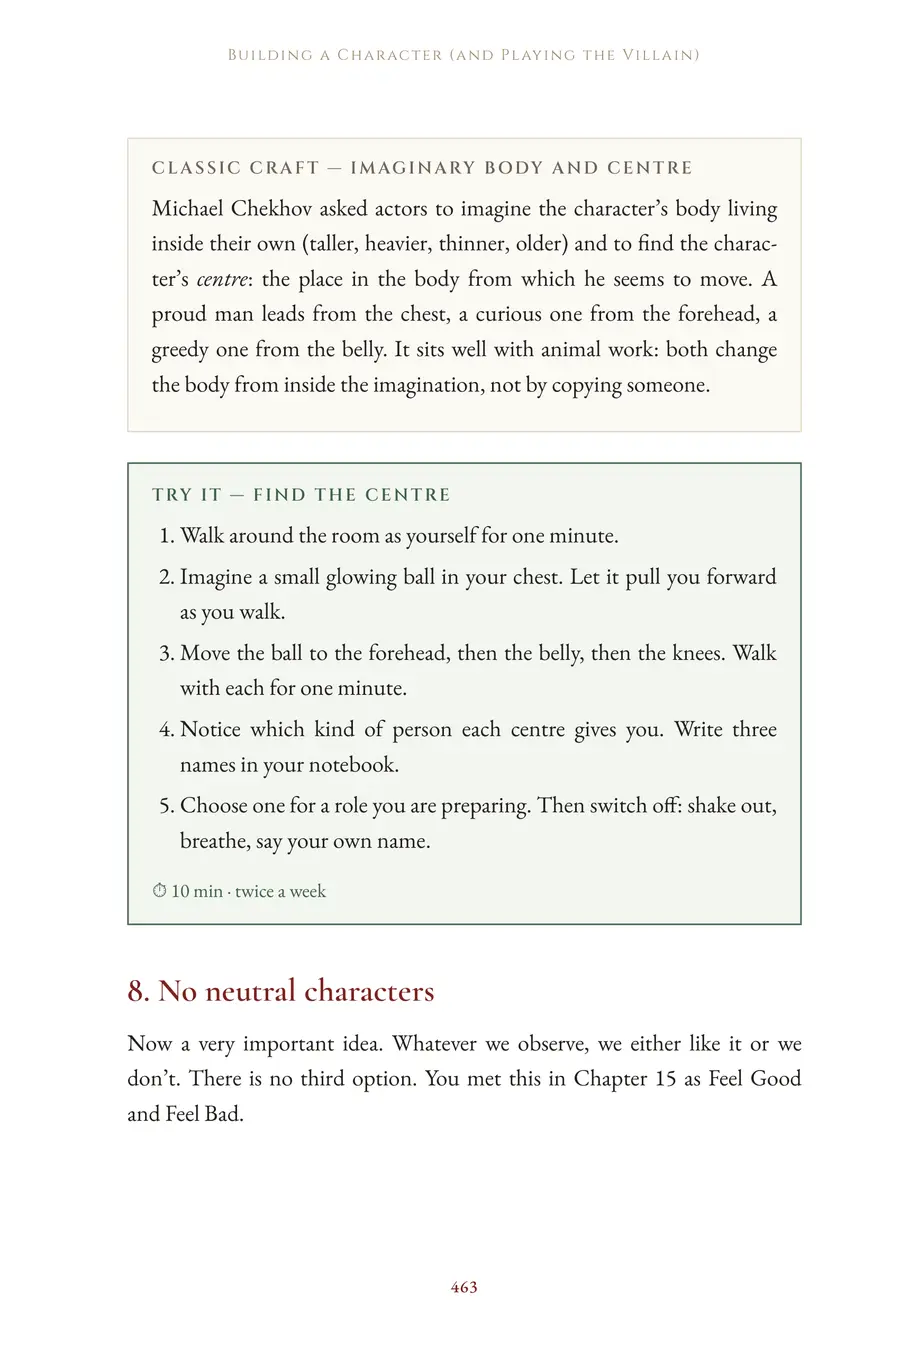 Building a Character (and Playing the Villain)
CLASSIC CRAFT — IMAGINARY BODY AND CENTRE
Michael Chekhov asked actors to imagine the character’s body living
inside their own (taller, heavier, thinner, older) and to find the charac-
ter’s centre: the place in the body from which he seems to move. A
proud man leads from the chest, a curious one from the forehead, a
greedy one from the belly. It sits well with animal work: both change
the body from inside the imagination, not by copying someone.
TRY IT — FIND THE CENTRE
1. Walk around the room as yourself for one minute.
2. Imagine a small glowing ball in your chest. Let it pull you forward
as you walk.
3. Move the ball to the forehead, then the belly, then the knees. Walk
with each for one minute.
4. Notice which kind of person each centre gives you. Write three
names in your notebook.
5. Choose one for a role you are preparing. Then switch off: shake out,
breathe, say your own name.
⏱ 10 min · twice a week
8. No neutral characters
Now a very important idea. Whatever we observe, we either like it or we
don’t. There is no third option. You met this in Chapter 15 as Feel Good
and Feel Bad.
463